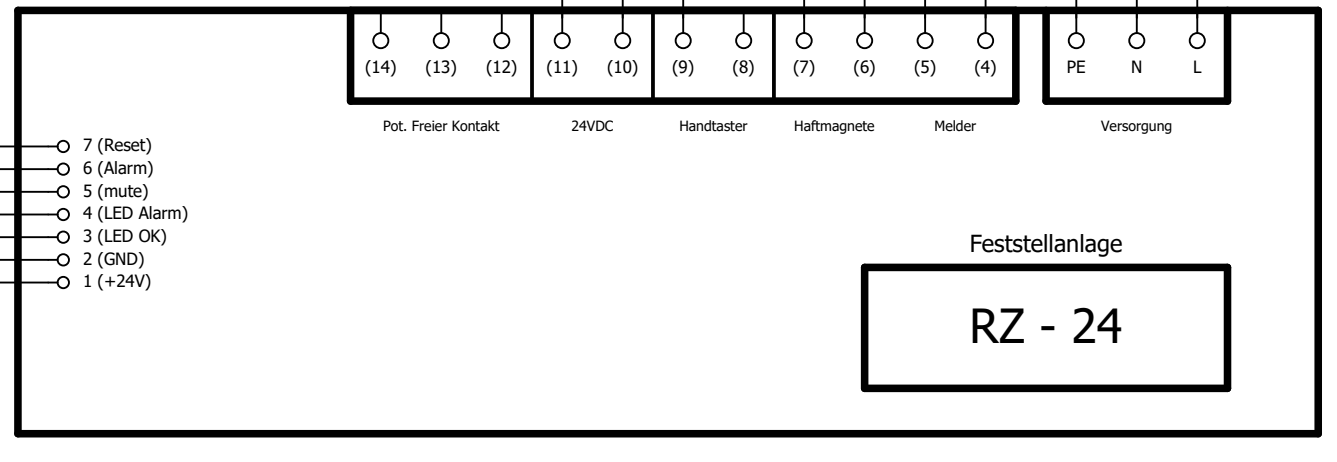 (14) (13) (12) (11) (10) (9) (8) (7) (6) (5) (4) PE N L
Pot. Freier Kontakt 24VDC Handtaster Haftmagnete Melder Versorgung
7 (Reset)
6 (Alarm)
5 (mute)
4 (LED Alarm)
3 (LED OK)
2 (GND)
1 (+24V)
Feststellanlage
RZ - 24